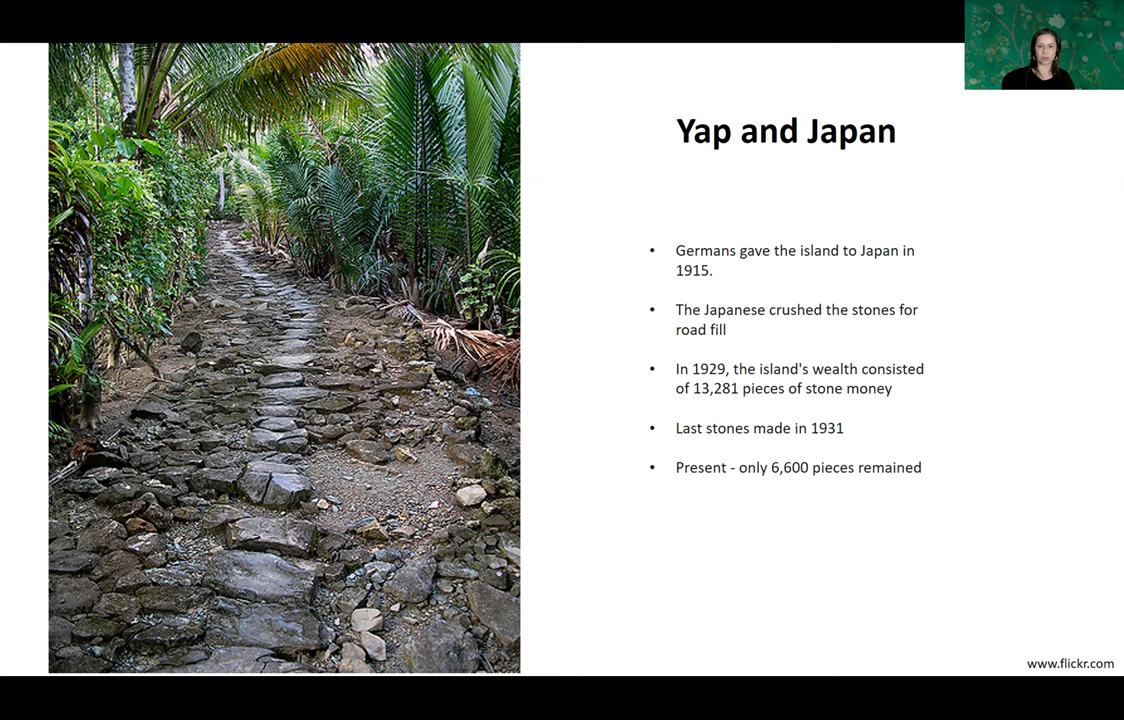 Yap and Japan
• Germans gave the island to Japan in
1915.
• The Japanese crushed the stones for
road fill
• In 1929, the island's wealth consisted
of 13,281 pieces of stone money
• Last stones made in 1931
• Present - only 6,600 pieces remained
www.flickr.com